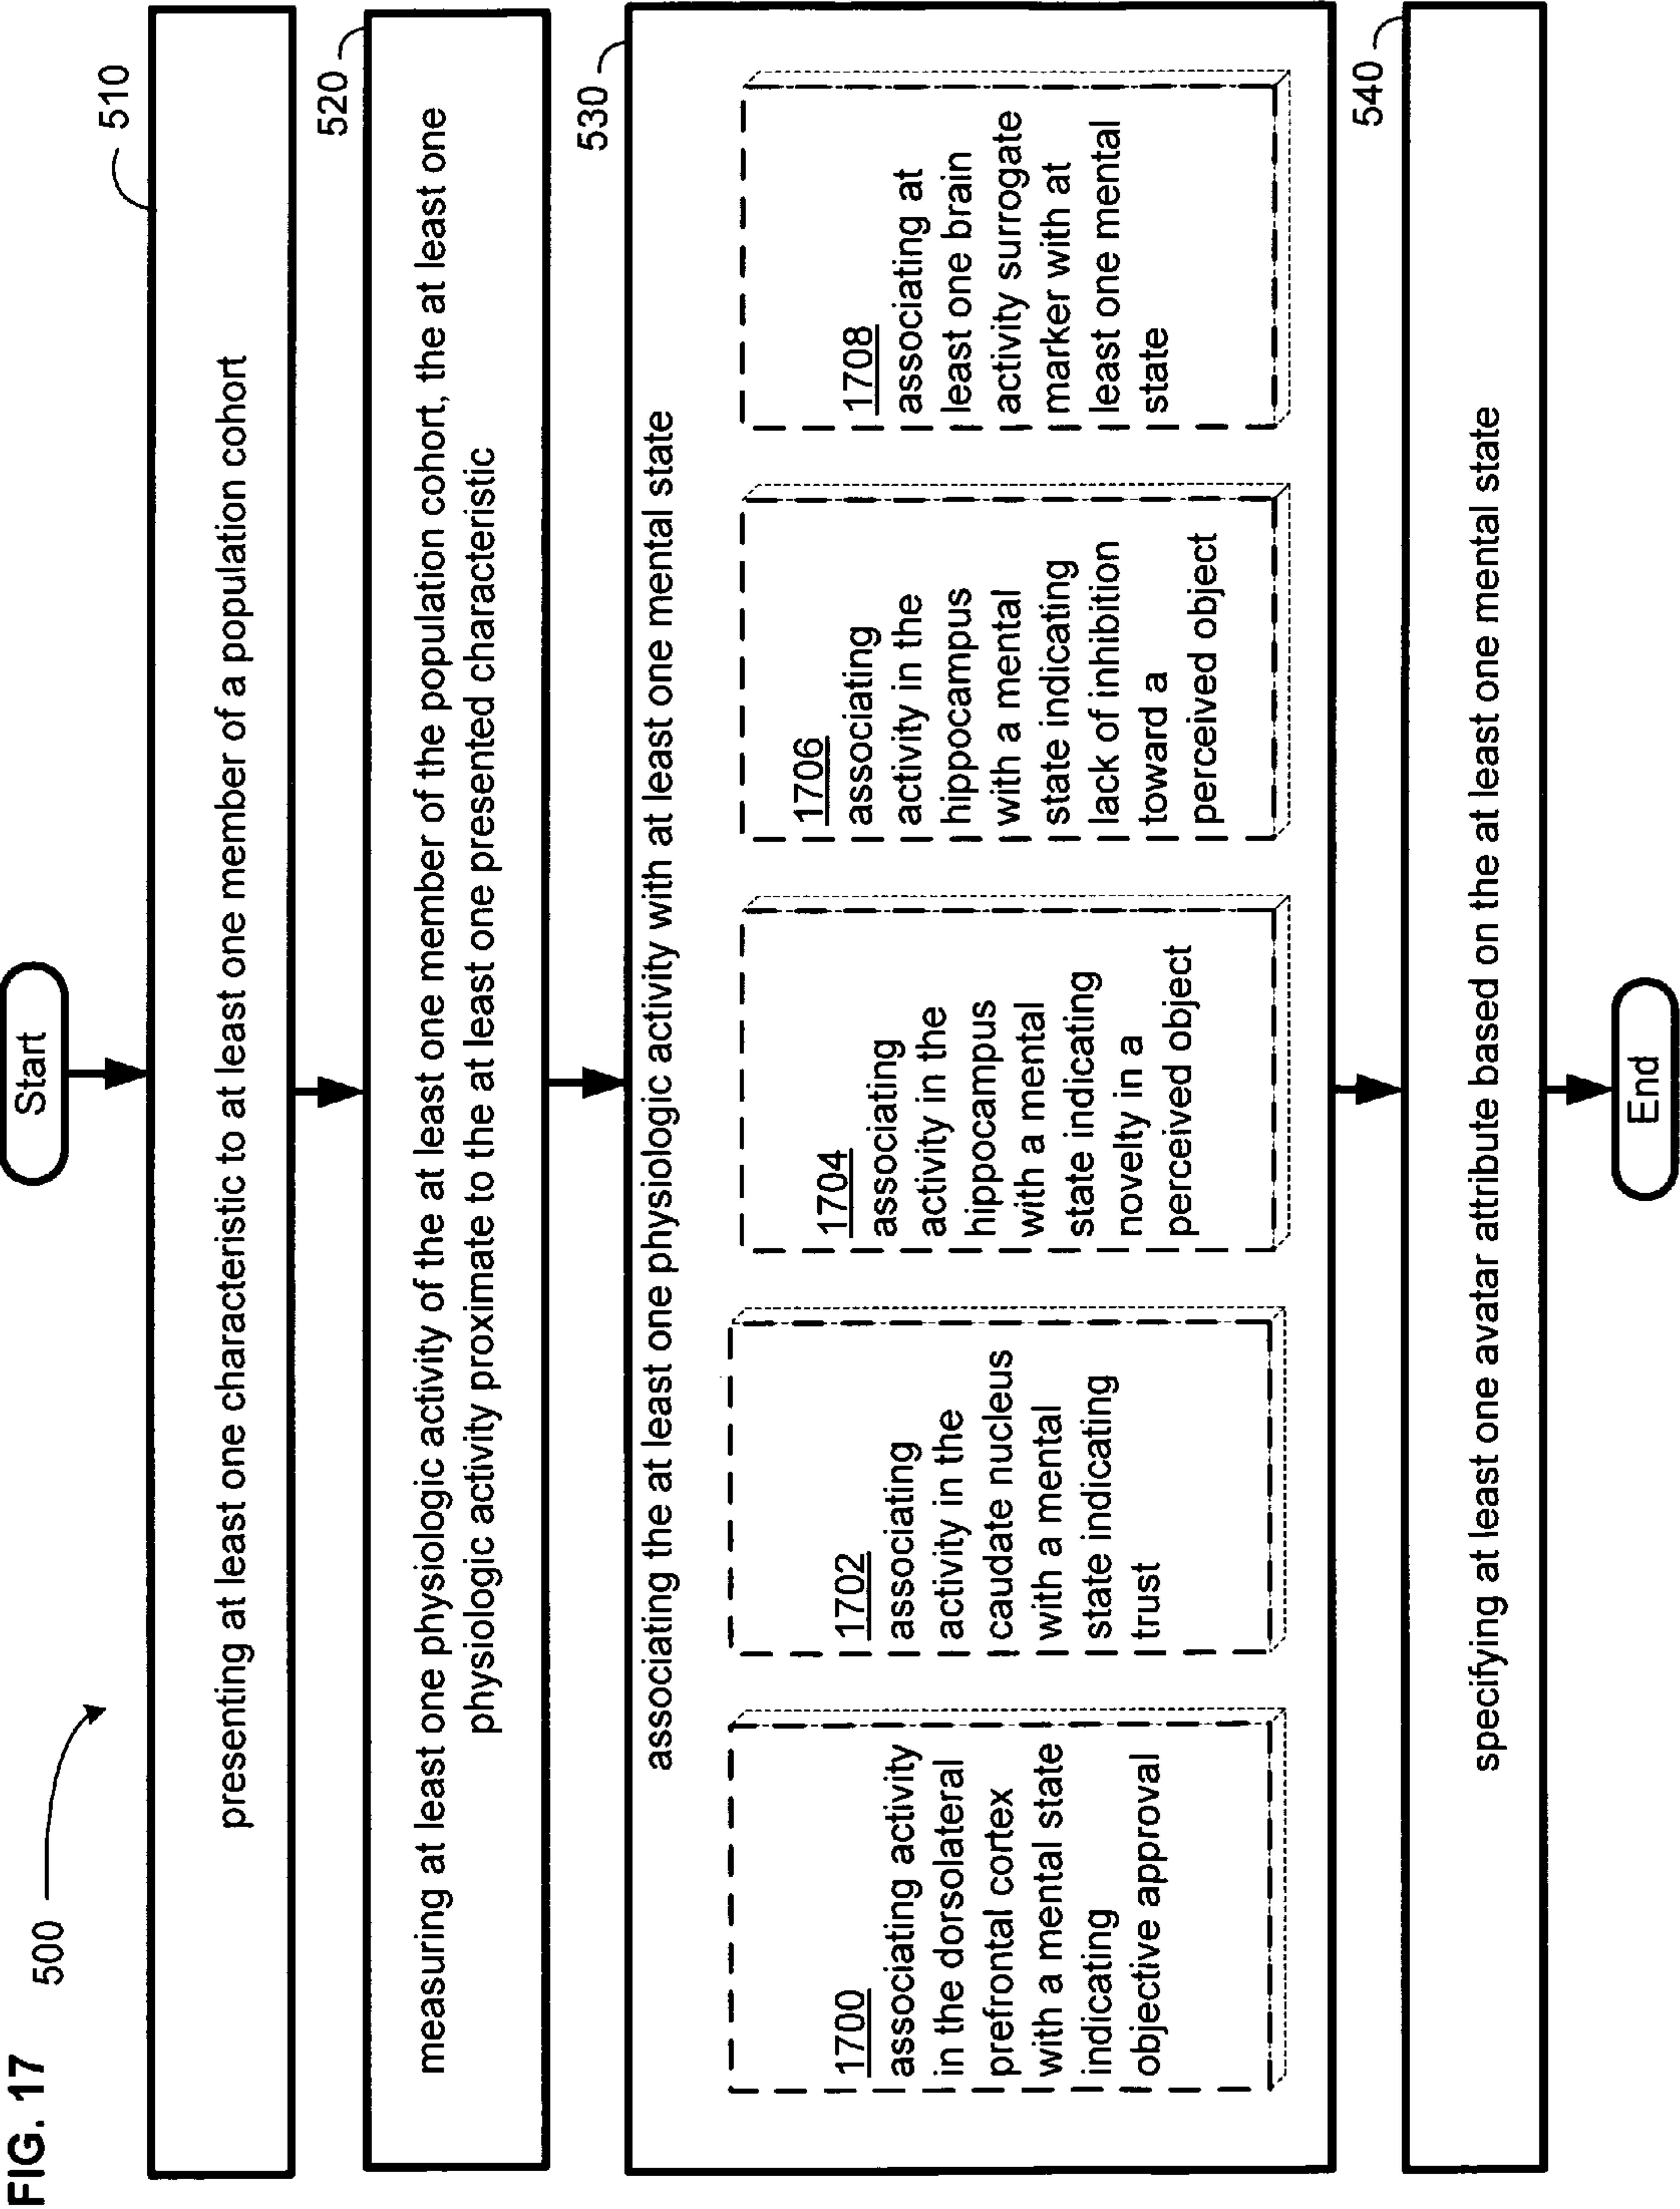 FIG. 17
500
Start
510
presenting at least one characteristic to at least one member of a population cohort
520
measuring at least one physiologic activity of the at least one member of the population cohort, the at least one
physiologic activity proximate to the at least one presented characteristic
530
associating the at least one physiologic activity with at least one mental state
1700
associating activity
in the dorsolateral
prefrontal cortex
with a mental state
indicating
objective approval
1702
associating
activity in the
caudate nucleus
with a mental
state indicating
trust
1704
associating
activity in the
hippocampus
with a mental
state indicating
novelty in a
perceived object
1706
associating
activity in the
hippocampus
with a mental
state indicating
lack of inhibition
toward a
perceived object
1708
associating at
least one brain
activity surrogate
marker with at
least one mental
state
540
specifying at least one avatar attribute based on the at least one mental state
End